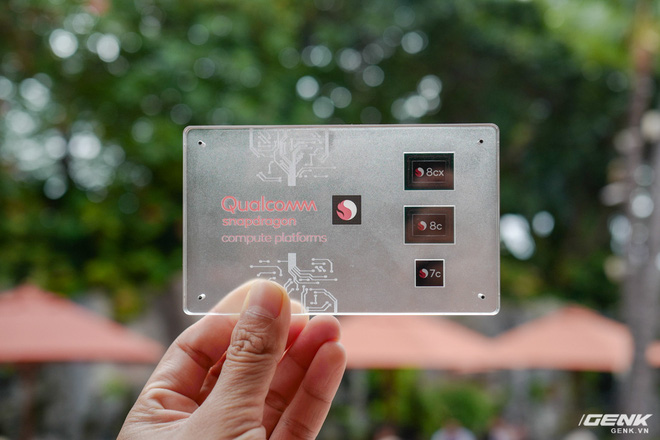 Qualcomm
snapdragon
compute platforms
8cx
8c
7c
GENK
GENK.VN